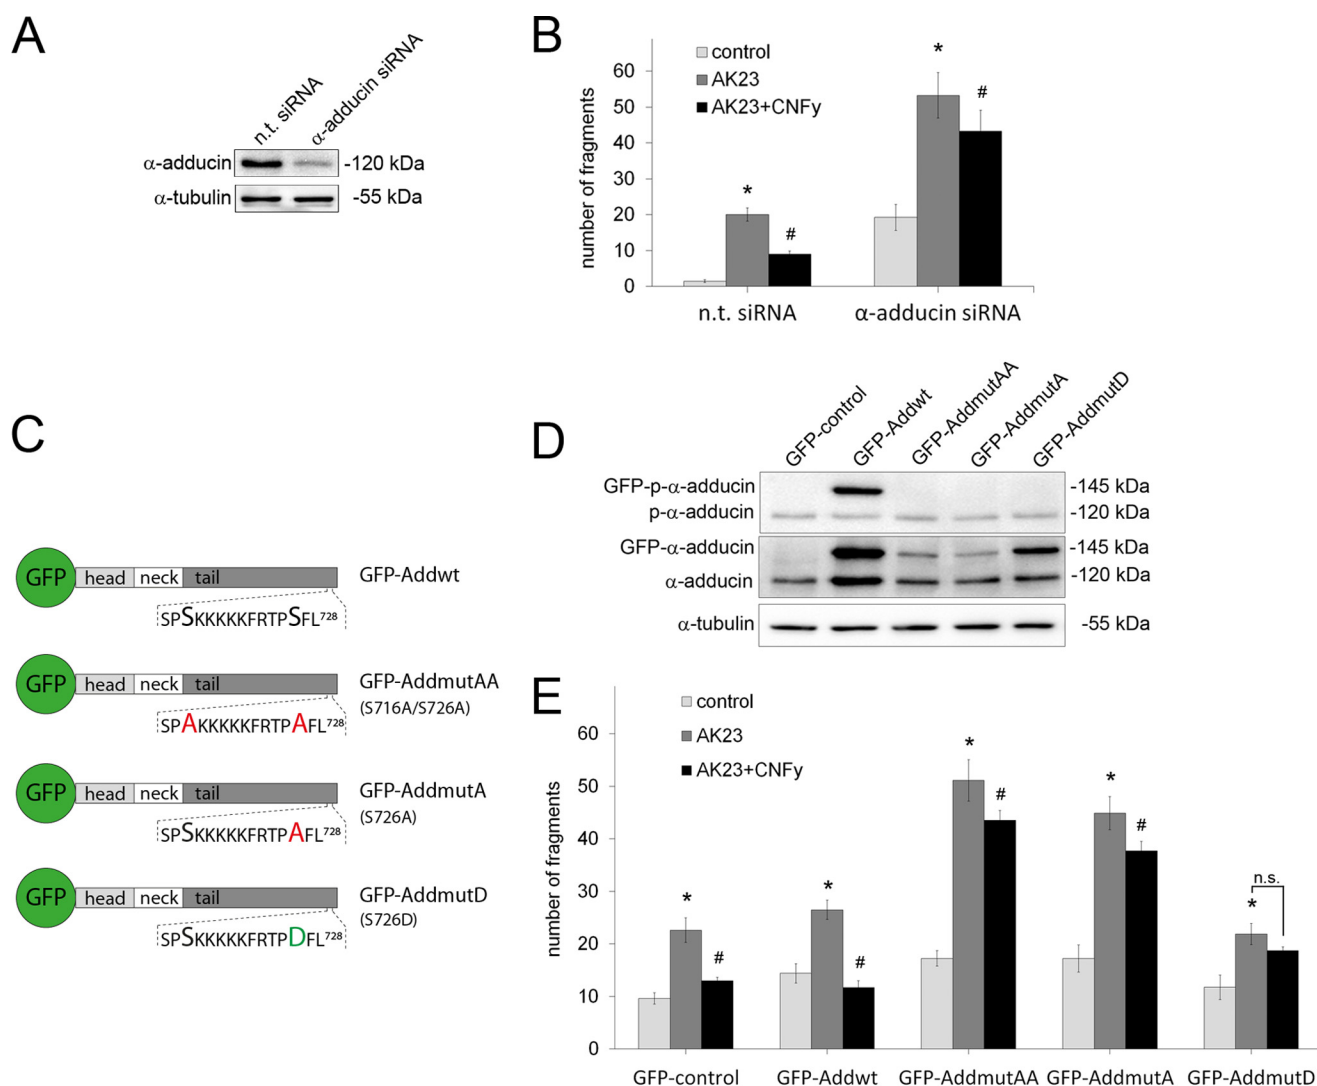 A
n.t. siRNA
α-adducin siRNA
α-adducin
-120 kDa
α-tubulin
-55 kDa
B
control
AK23
AK23+CNFy
number of fragments
60
50
40
30
20
10
0
*
#
*
#
n.t. siRNA
α-adducin siRNA
C
GFP head neck tail GFP-Addwt
SPSKKKKKFRTPSFL728
GFP head neck tail GFP-AddmutAA
(S716A/S726A)
SPAKKKKKFRTPAFL728
GFP head neck tail GFP-AddmutA
(S726A)
SPSKKKKKFRTPAFL728
GFP head neck tail GFP-AddmutD
(S726D)
SPSKKKKKFRTPDFL728
D
GFP-control
GFP-Addwt
GFP-AddmutAA
GFP-AddmutA
GFP-AddmutD
GFP-p-α-adducin -145 kDa
p-α-adducin -120 kDa
GFP-α-adducin -145 kDa
α-adducin -120 kDa
α-tubulin -55 kDa
E
control
AK23
AK23+CNFy
number of fragments
60
50
40
30
20
10
0
*
#
*
#
*
#
*
#
*
n.s.
GFP-control
GFP-Addwt
GFP-AddmutAA
GFP-AddmutA
GFP-AddmutD